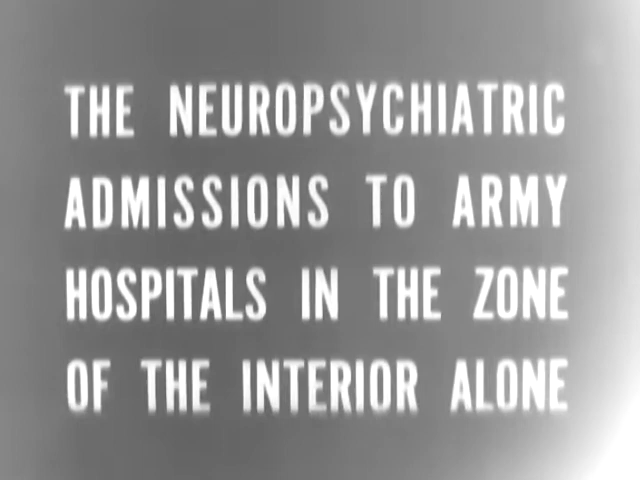 THE NEUROPSYCHIATRIC
ADMISSIONS TO ARMY
HOSPITALS IN THE ZONE
OF THE INTERIOR ALONE